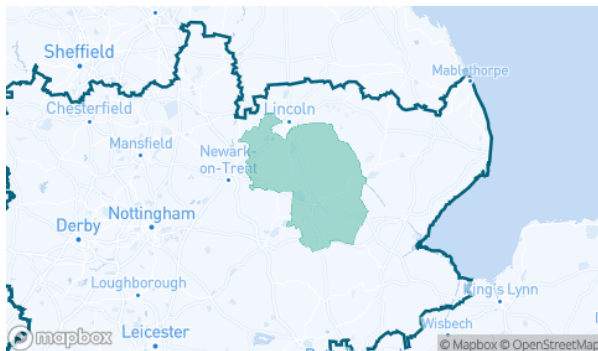 Sheffield
Mablethorpe
Chesterfield
Lincoln
Mansfield
Newark-
on-Trent
Nottingham
Derby
Loughborough
King's Lynn
Wisbech
Leicester
mapbox
© Mapbox © OpenStreetMap